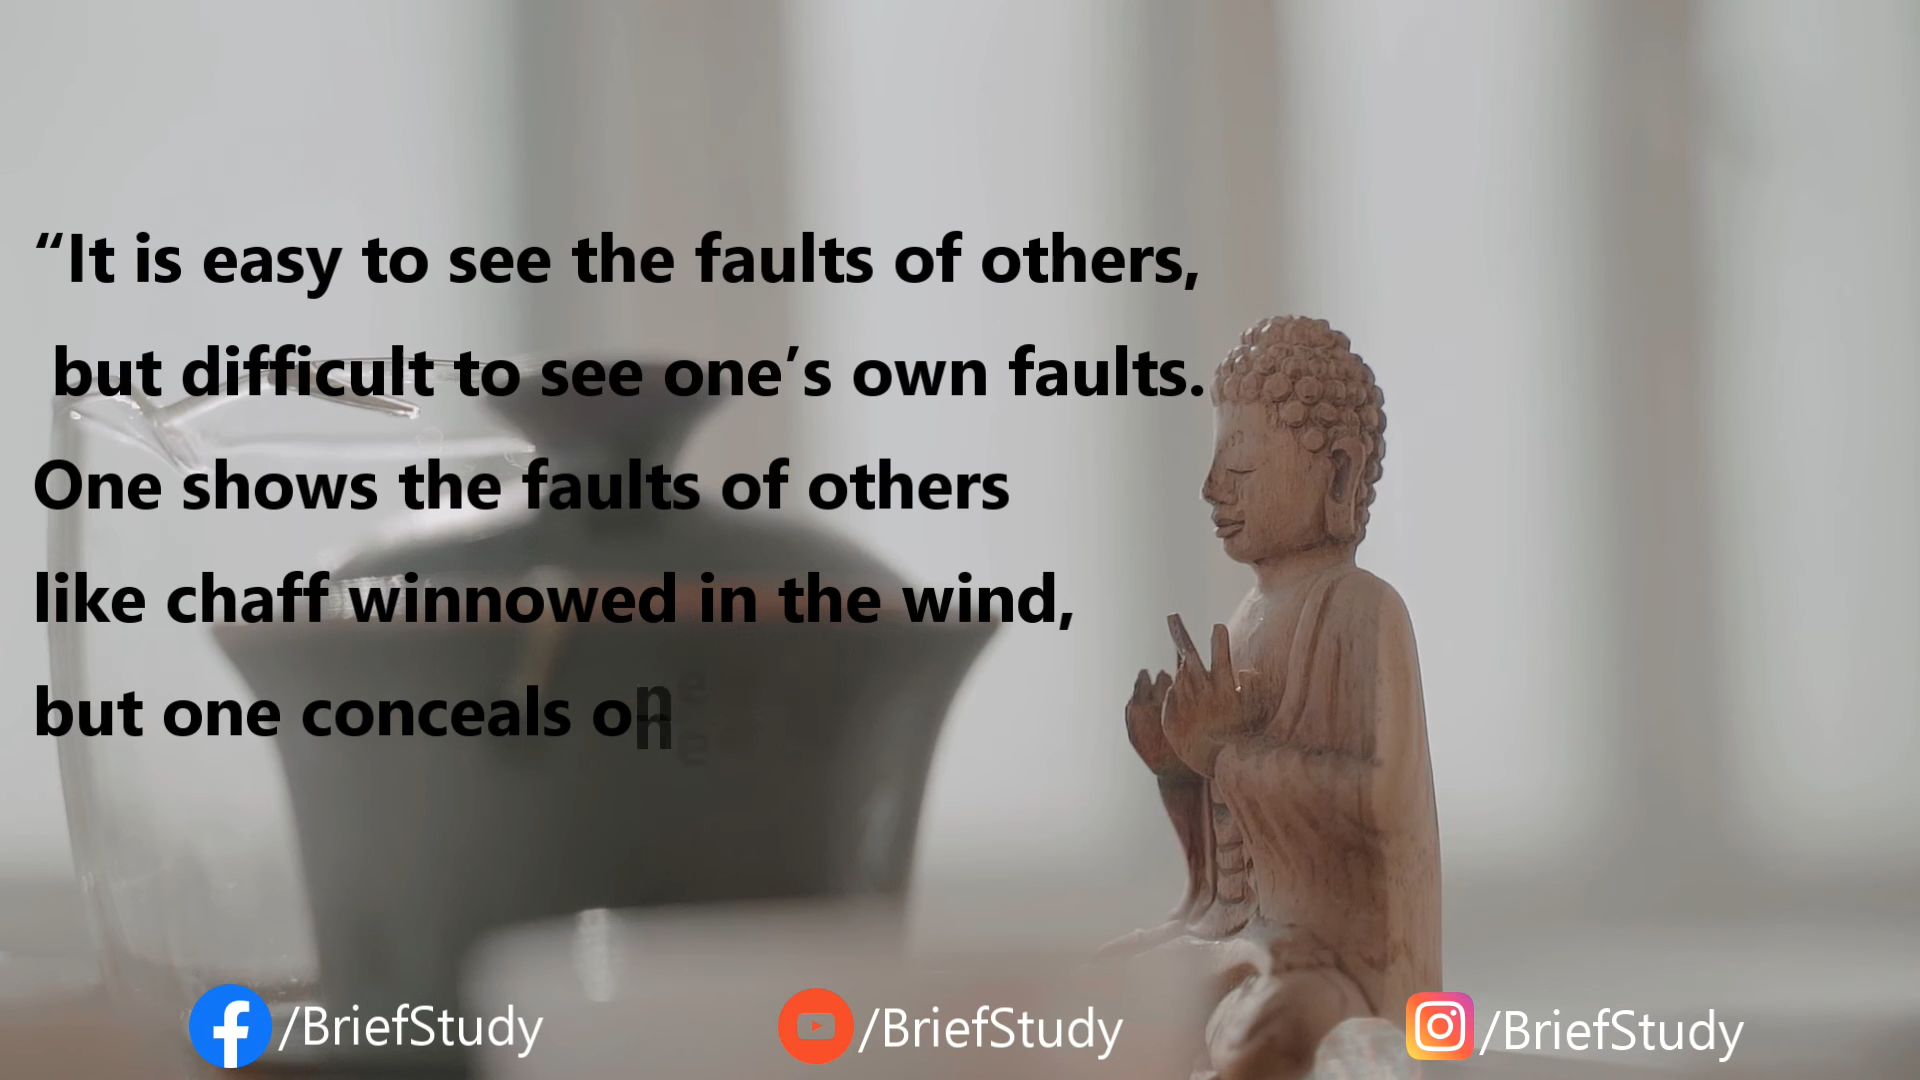 “It is easy to see the faults of others,
but difficult to see one’s own faults.
One shows the faults of others
like chaff winnowed in the wind,
but one conceals
/BriefStudy /BriefStudy /BriefStudy